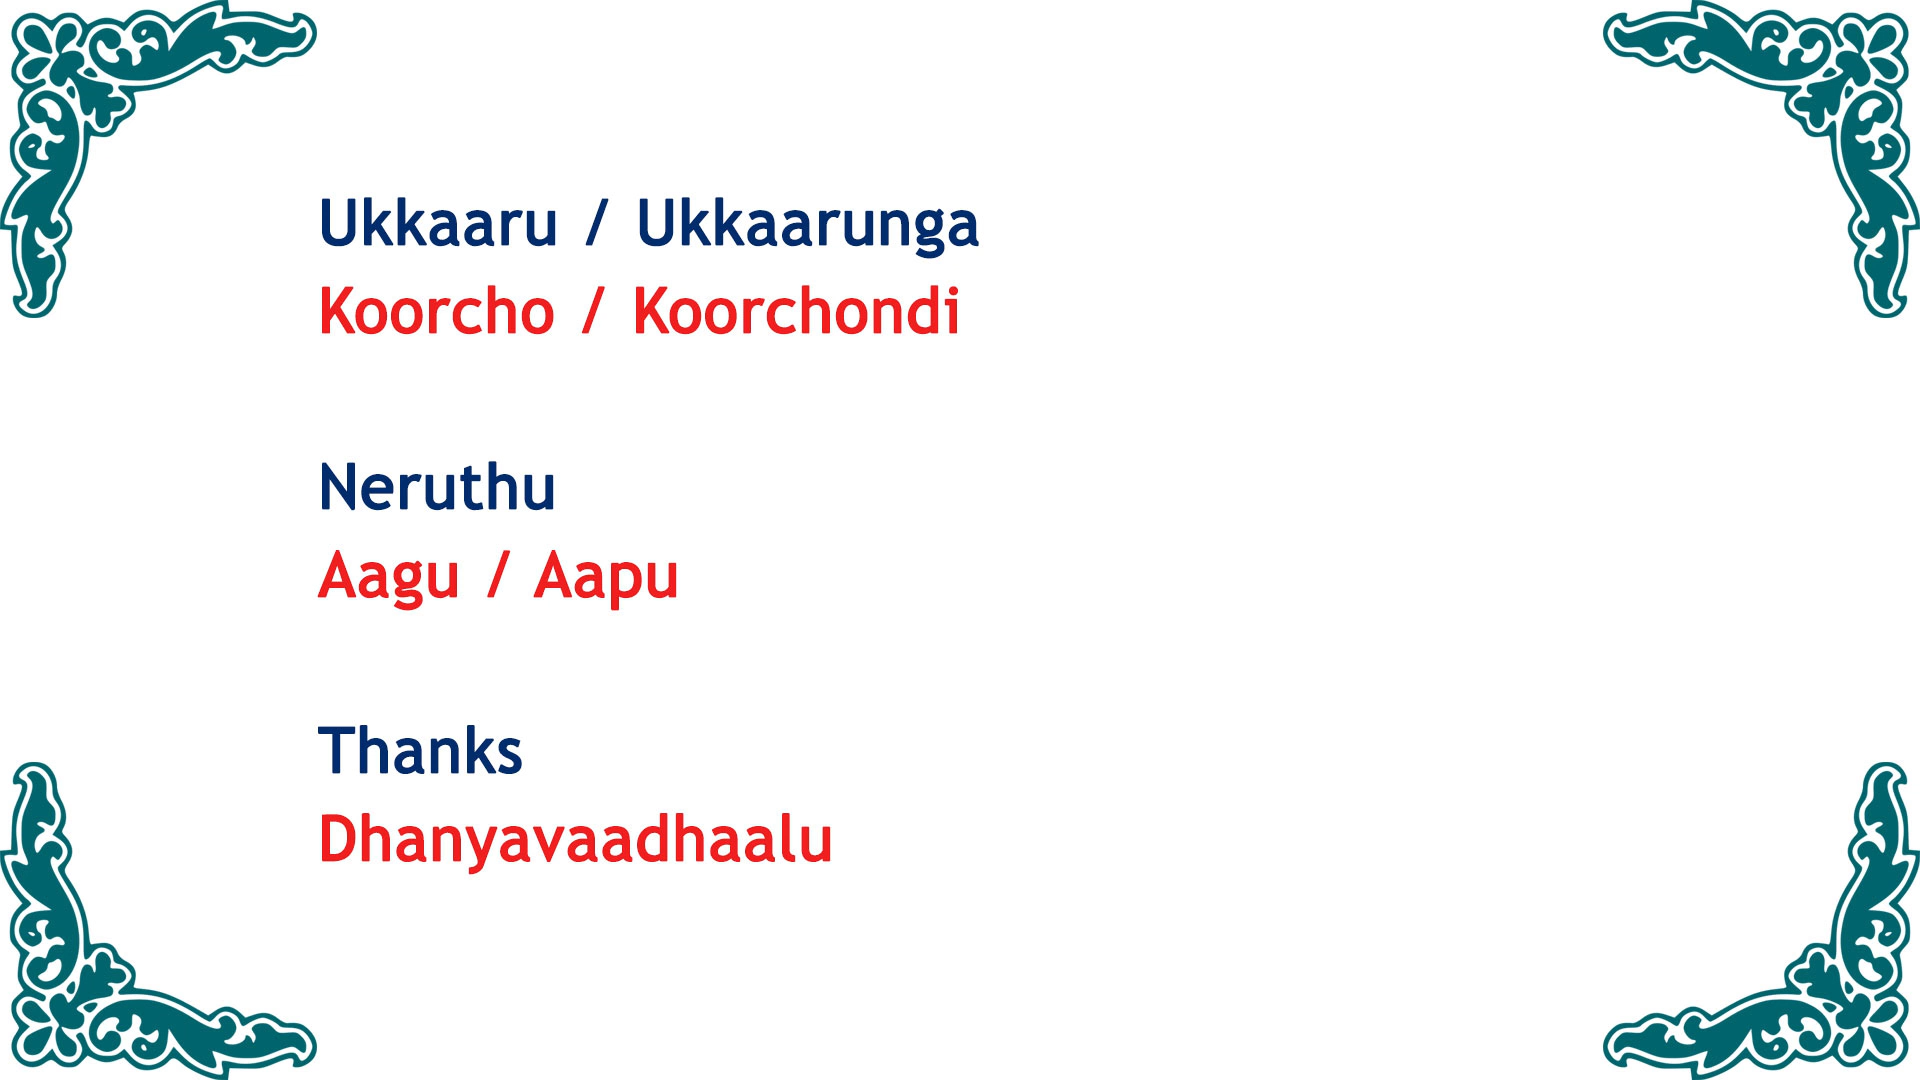 Ukkaaru / Ukkaarunga
Koorcho / Koorchondi
Neruthu
Aagu / Aapu
Thanks
Dhanyavaadhaalu